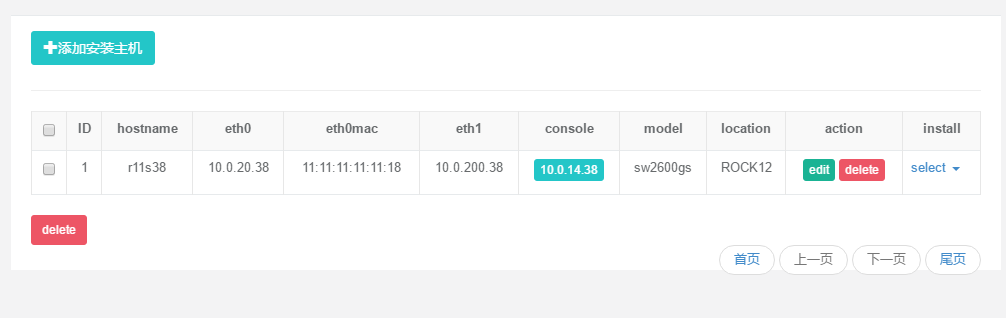 添加安装主机
ID hostname eth0 eth0mac eth1 console model location action install
1 r11s38 10.0.20.38 11:11:11:11:11:18 10.0.200.38 10.0.14.38 sw2600gs ROCK12 edit delete select
delete
首页 上一页 下一页 尾页